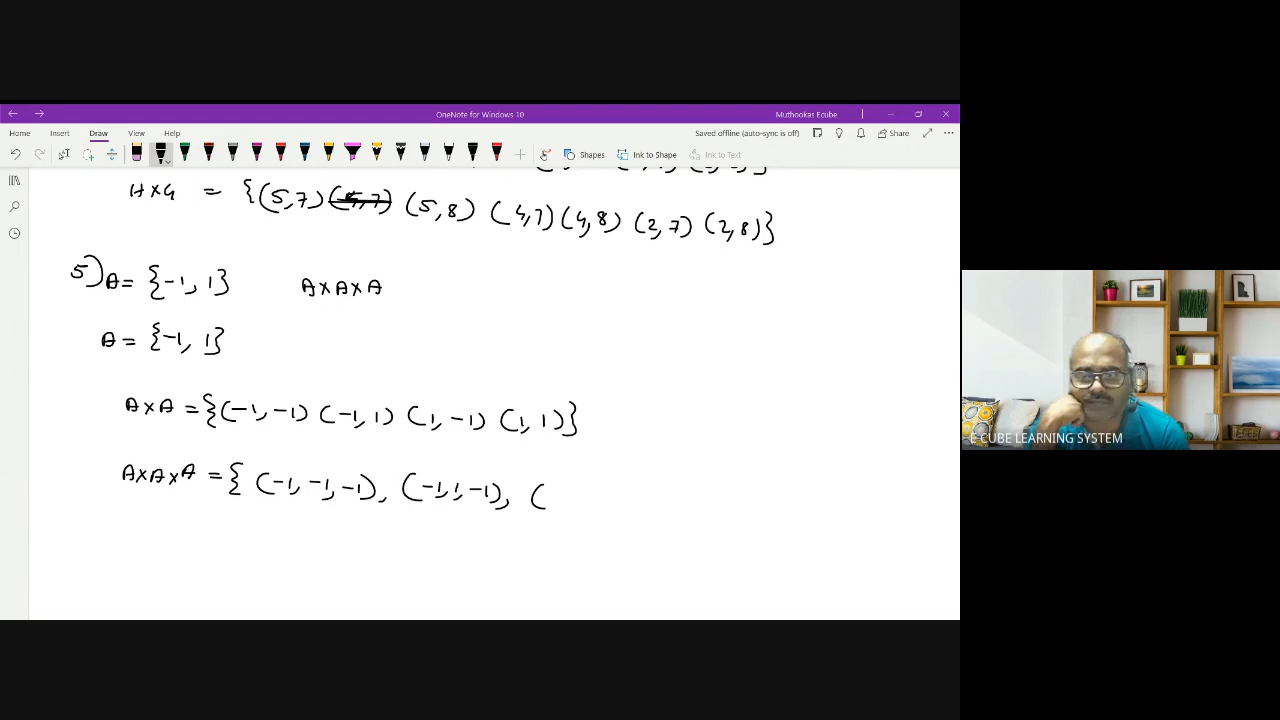 OneNote for Windows 10
Muthookas Ecube
Home Insert Draw View Help
Saved offline (auto-sync is off)
Share
Shapes
Ink to Shape
Ink to Text
H×G = {(5,7) (5,8) (4,7) (4,8) (2,7) (2,8)}
5) A = {-1, 1} A×A×A
A = {-1, 1}
A×A = {(-1, -1) (-1, 1) (1, -1) (1, 1)}
A×A×A = { (-1, -1, -1), (-1, 1, -1), (
E CUBE LEARNING SYSTEM